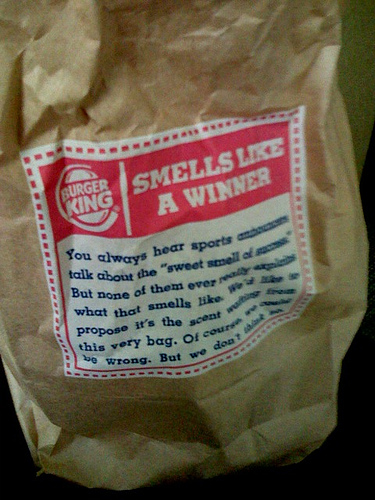 BURGER
KING
SMELLS LIKE
A WINNER
You always hear sports announcers
talk about the "sweet smell of success."
But none of them ever really explains
what that smells like. We'd like to
propose it's the scent wafting from
this very bag. Of course we could
be wrong. But we don't think so.